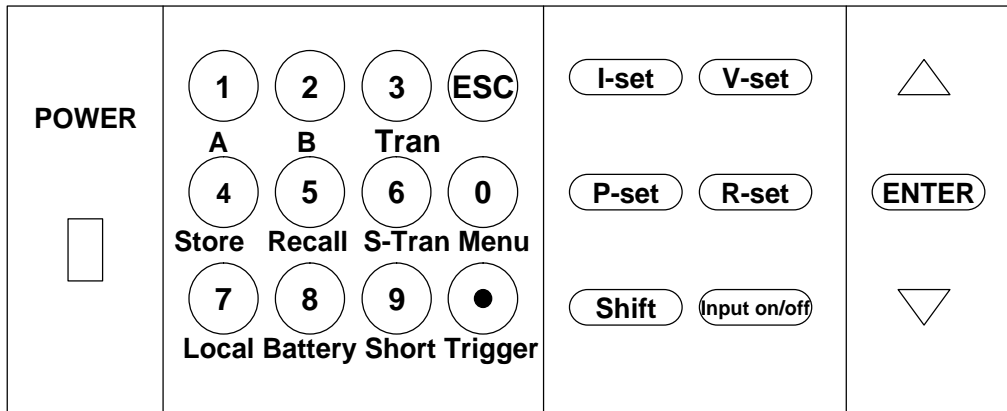 POWER
1 2 3 ESC
A B Tran
4 5 6 0
Store Recall S-Tran Menu
7 8 9
Local Battery Short Trigger
I-set V-set
P-set R-set
Shift Input on/off
ENTER